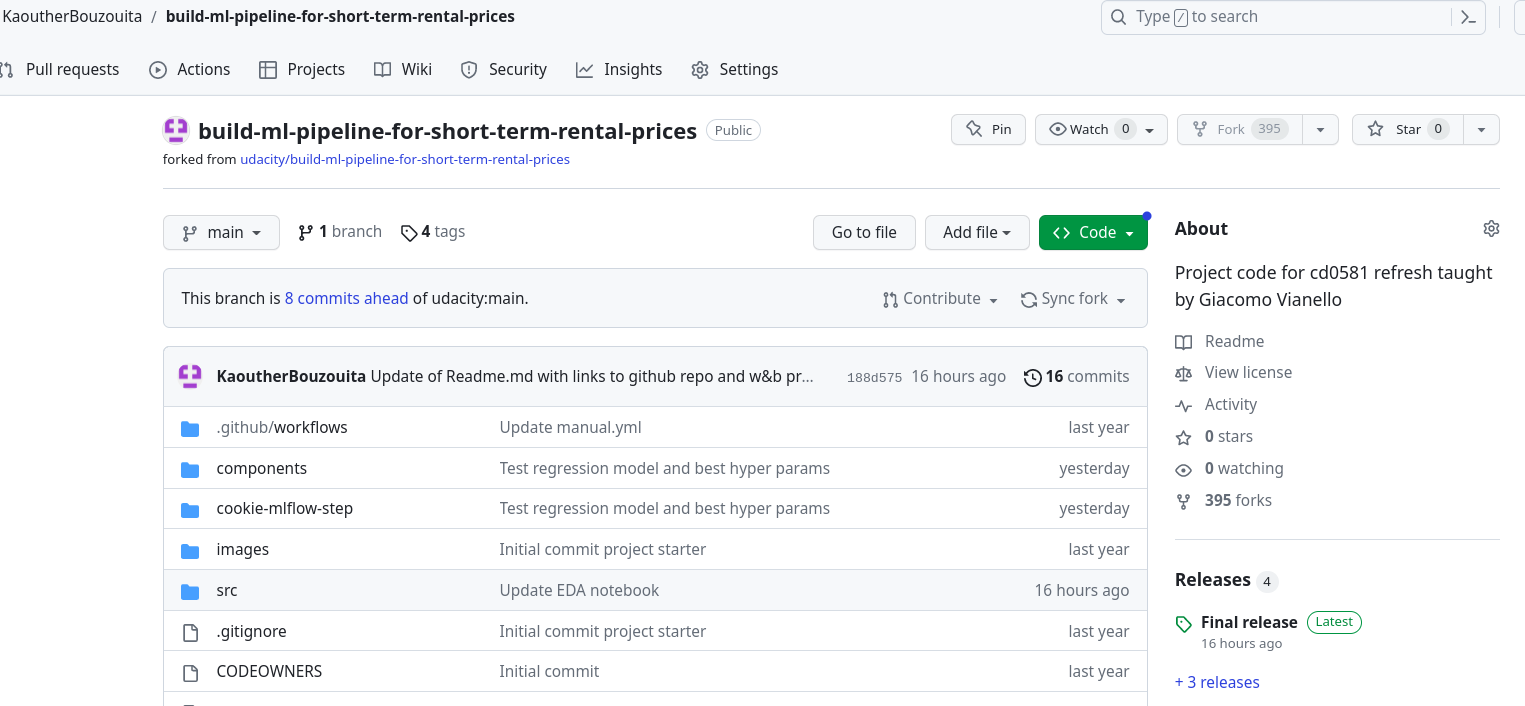 KaoutherBouzouita / build-ml-pipeline-for-short-term-rental-prices
Type / to search
Pull requests Actions Projects Wiki Security Insights Settings
build-ml-pipeline-for-short-term-rental-prices Public
Pin Watch 0 Fork 395 Star 0
forked from udacity/build-ml-pipeline-for-short-term-rental-prices
main 1 branch 4 tags
Go to file Add file Code
This branch is 8 commits ahead of udacity:main.
Contribute Sync fork
KaoutherBouzouita Update of Readme.md with links to github repo and w&b pr... 188d575 16 hours ago 16 commits
.github/workflows Update manual.yml last year
components Test regression model and best hyper params yesterday
cookie-mlflow-step Test regression model and best hyper params yesterday
images Initial commit project starter last year
src Update EDA notebook 16 hours ago
.gitignore Initial commit project starter last year
CODEOWNERS Initial commit last year
About
Project code for cd0581 refresh taught
by Giacomo Vianello
Readme
View license
Activity
0 stars
0 watching
395 forks
Releases 4
Final release Latest
16 hours ago
+ 3 releases